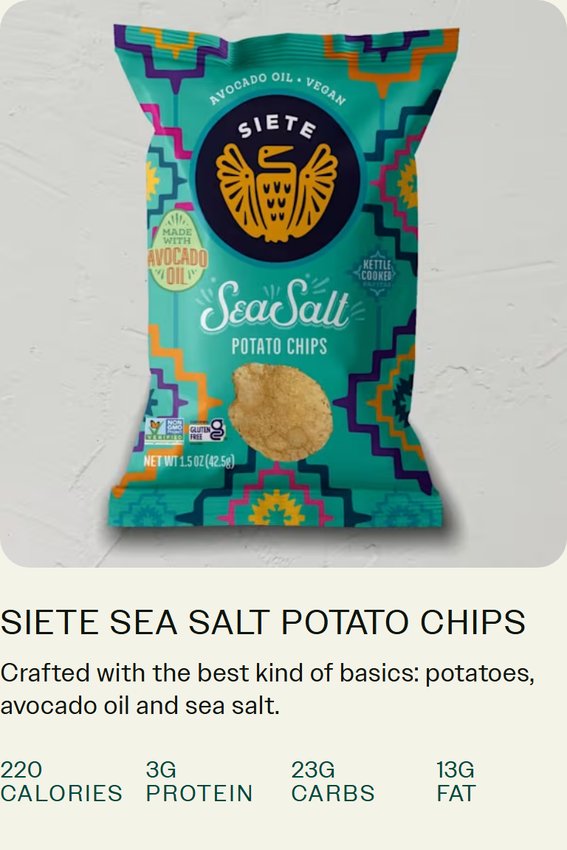 AVOCADO OIL • VEGAN
SIETE
MADE
WITH
AVOCADO
OIL
KETTLE
COOKED
Sea Salt
POTATO CHIPS
NON
GMO
Project
VERIFIED
GLUTEN
FREE
NET WT 1.5 OZ (42.5g)
SIETE SEA SALT POTATO CHIPS
Crafted with the best kind of basics: potatoes,
avocado oil and sea salt.
220
CALORIES
3G
PROTEIN
23G
CARBS
13G
FAT